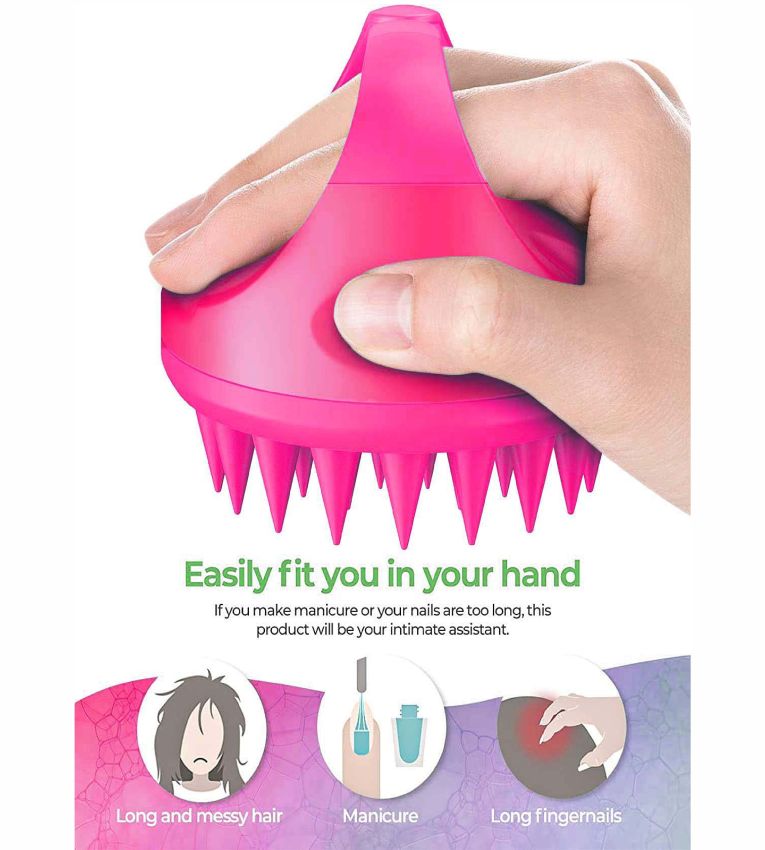 Easily fit you in your hand
If you make manicure or your nails are too long, this
product will be your intimate assistant.
Long and messy hair
Manicure
Long fingernails